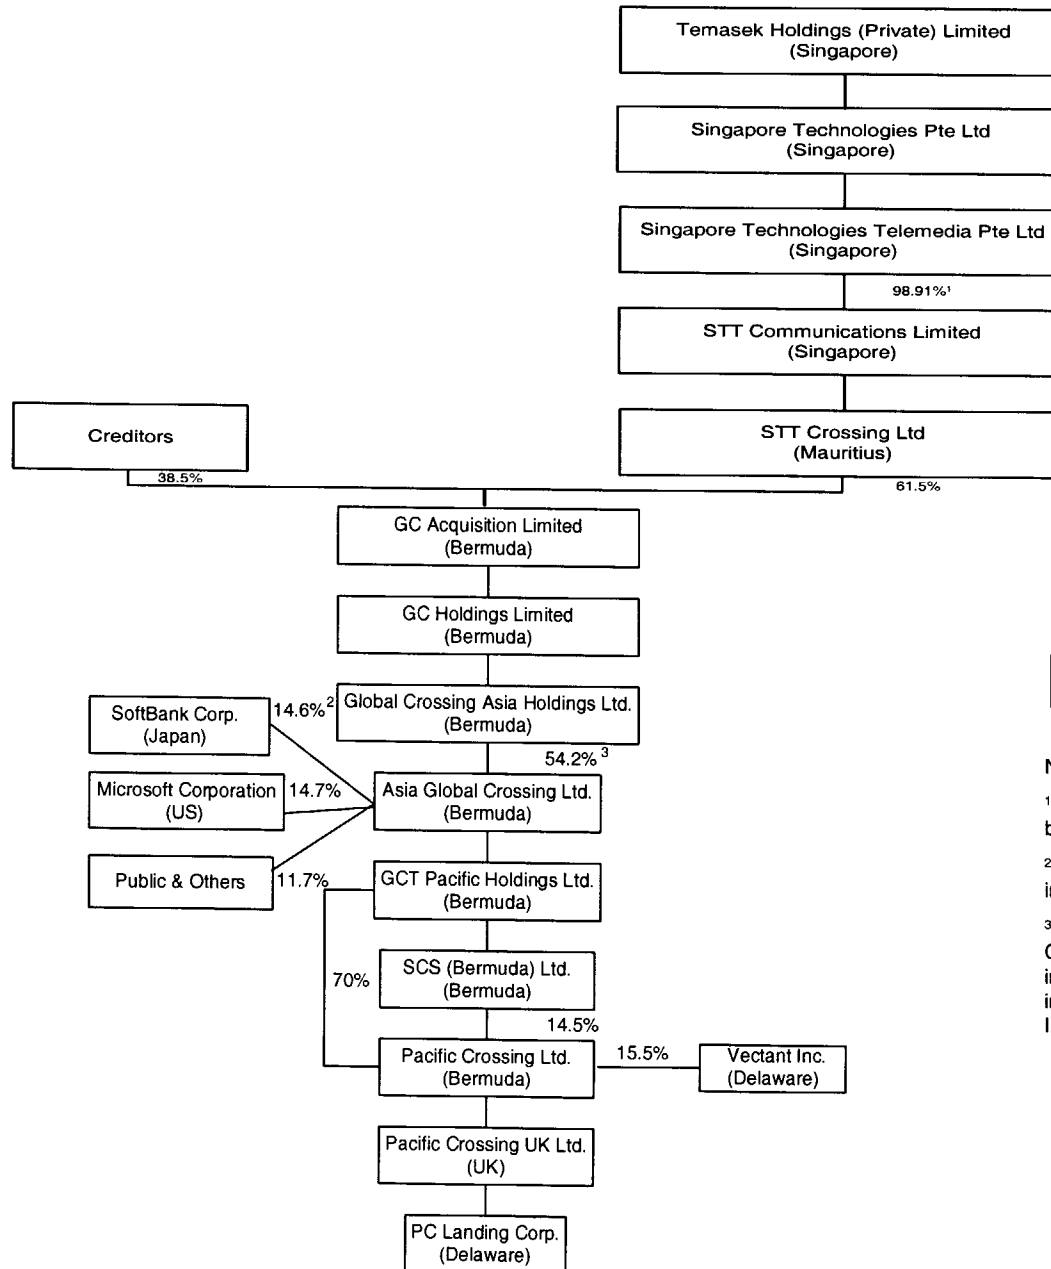 Temasek Holdings (Private) Limited
(Singapore)
Singapore Technologies Pte Ltd
(Singapore)
Singapore Technologies Telemedia Pte Ltd
(Singapore)
98.91%¹
STT Communications Limited
(Singapore)
Creditors
STT Crossing Ltd
(Mauritius)
38.5%
61.5%
GC Acquisition Limited
(Bermuda)
GC Holdings Limited
(Bermuda)
SoftBank Corp.
(Japan)
14.6%²
Global Crossing Asia Holdings Ltd.
(Bermuda)
54.2% ³
Microsoft Corporation
(US)
14.7%
Asia Global Crossing Ltd.
(Bermuda)
Public & Others
11.7%
GCT Pacific Holdings Ltd.
(Bermuda)
70%
SCS (Bermuda) Ltd.
(Bermuda)
14.5%
Pacific Crossing Ltd.
(Bermuda)
15.5%
Vectant Inc.
(Delaware)
Pacific Crossing UK Ltd.
(UK)
PC Landing Corp.
(Delaware)
N
1
b
2
i
3